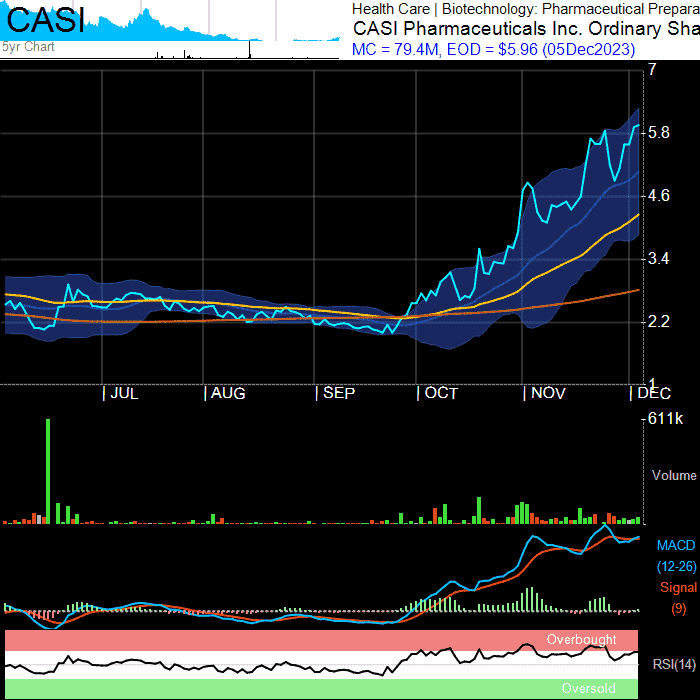 CASI
5yr Chart
Health Care | Biotechnology: Pharmaceutical Prepara
CASI Pharmaceuticals Inc. Ordinary Sha
MC = 79.4M, EOD = $5.96 (05Dec2023)
7
5.8
4.6
3.4
2.2
1
JUL AUG SEP OCT NOV DEC
611k
Volume
MACD
(12-26)
Signal
(9)
Overbought
RSI(14)
Oversold